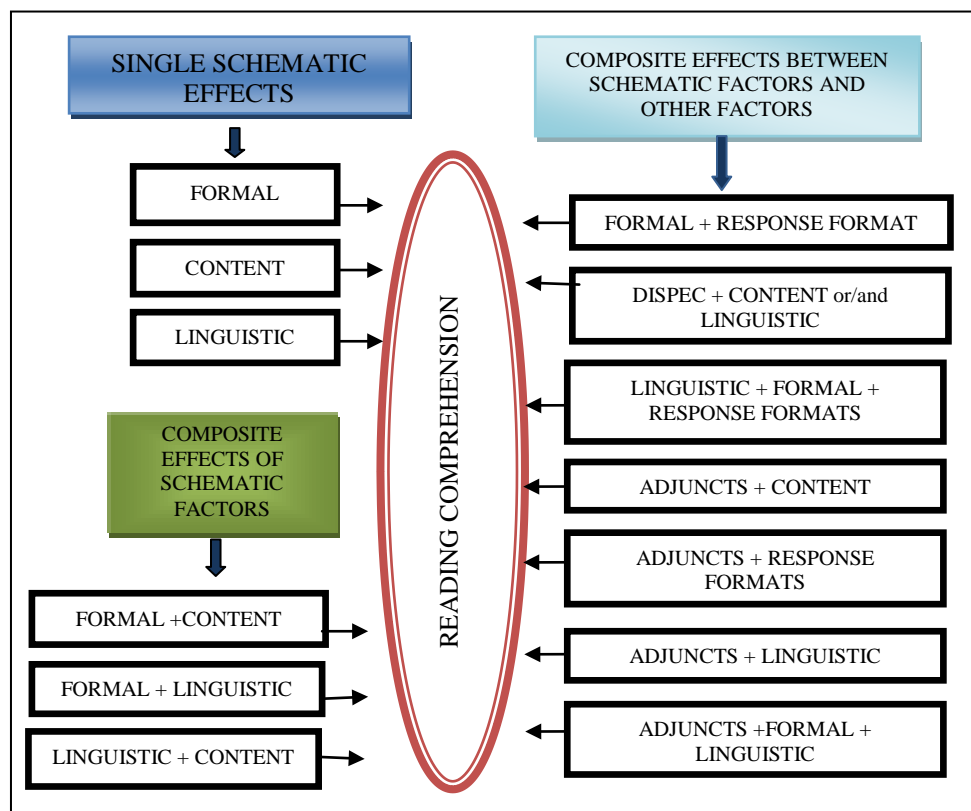 SINGLE SCHEMATIC
EFFECTS
FORMAL
CONTENT
LINGUISTIC
COMPOSITE
EFFECTS OF
SCHEMATIC
FACTORS
FORMAL +CONTENT
FORMAL + LINGUISTIC
LINGUISTIC + CONTENT
READING COMPREHENSION
COMPOSITE EFFECTS BETWEEN
SCHEMATIC FACTORS AND
OTHER FACTORS
FORMAL + RESPONSE FORMAT
DISPEC + CONTENT or/and
LINGUISTIC
LINGUISTIC + FORMAL +
RESPONSE FORMATS
ADJUNCTS + CONTENT
ADJUNCTS + RESPONSE
FORMATS
ADJUNCTS + LINGUISTIC
ADJUNCTS +FORMAL +
LINGUISTIC